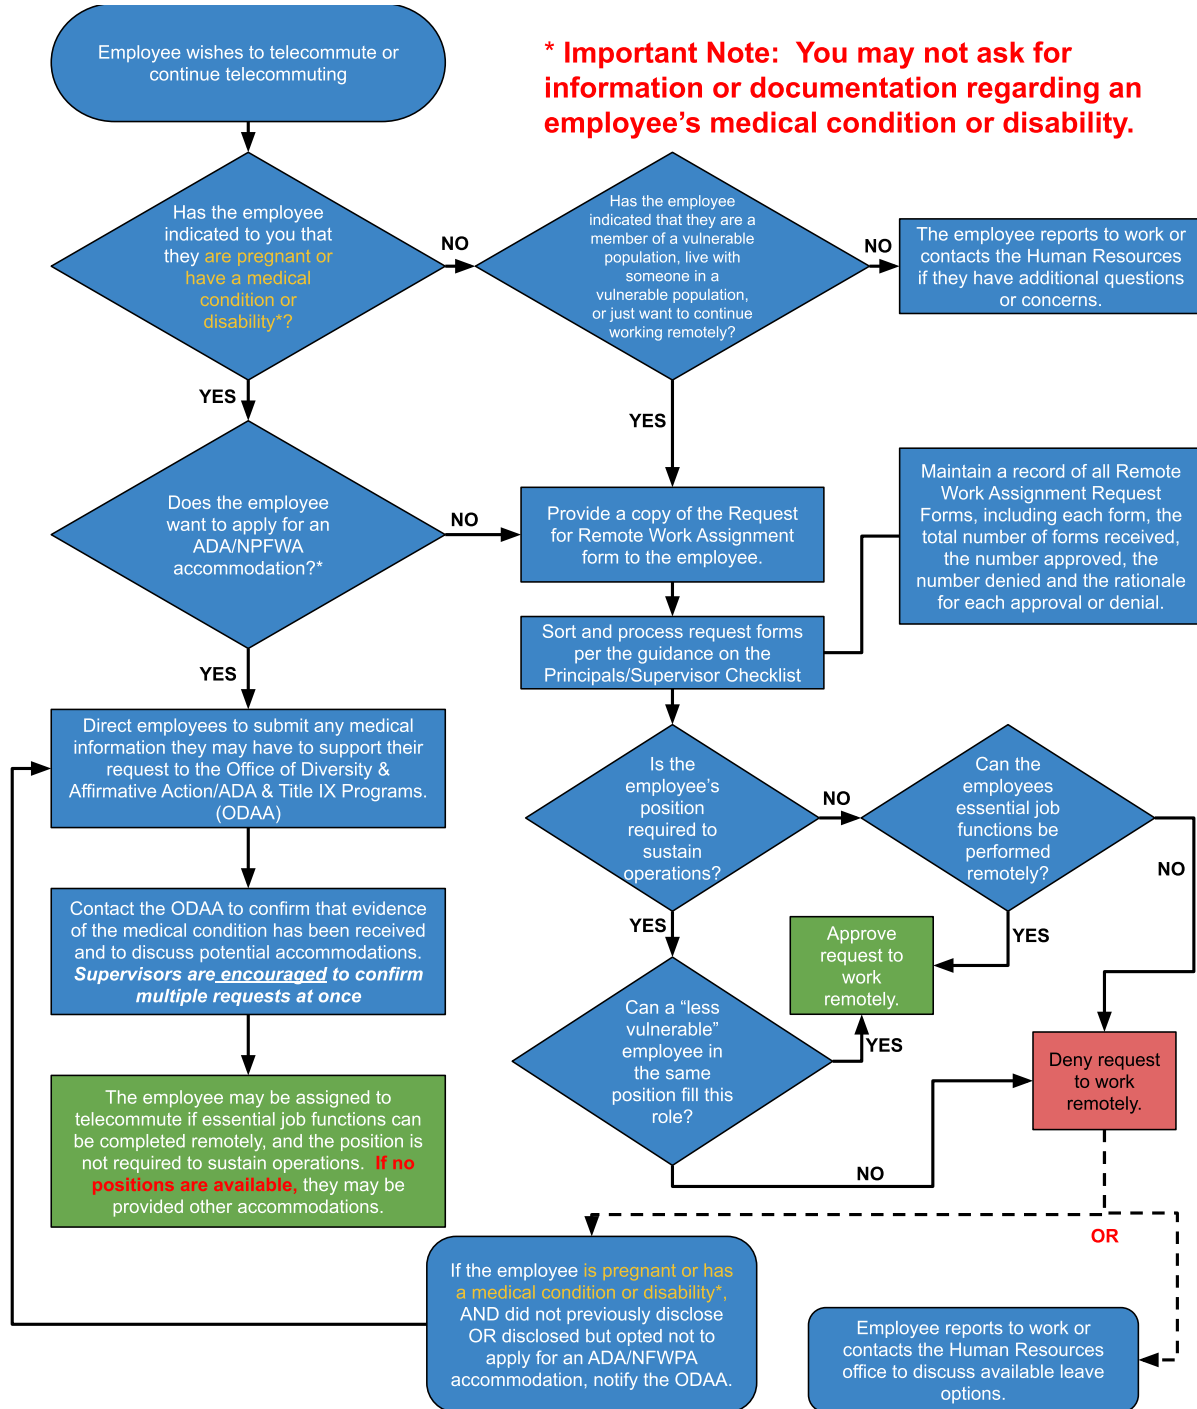 Employee wishes to telecommute or
continue telecommuting
* Important Note:  You may not ask for
information or documentation regarding an
employee's medical condition or disability.
Has the employee
indicated to you that
they are pregnant or
have a medical
condition or
disability*?
NO
Has the employee
indicated that they are a
member of a vulnerable
population, live with
someone in a
vulnerable population,
or just want to continue
working remotely?
NO
The employee reports to work or
contacts the Human Resources
if they have additional questions
or concerns.
YES
YES
Does the employee
want to apply for an
ADA/NPFWA
accommodation?*
NO
Provide a copy of the Request
for Remote Work Assignment
form to the employee.
Maintain a record of all Remote
Work Assignment Request
Forms, including each form, the
total number of forms received,
the number approved, the
number denied and the rationale
for each approval or denial.
Sort and process request forms
per the guidance on the
Principals/Supervisor Checklist
YES
Direct employees to submit any medical
information they may have to support their
request to the Office of Diversity &
Affirmative Action/ADA & Title IX Programs.
(ODAA)
Is the
employee's
position
required to
sustain
operations?
NO
Can the
employees
essential job
functions be
performed
remotely?
NO
YES
YES
Contact the ODAA to confirm that evidence
of the medical condition has been received
and to discuss potential accommodations.
Supervisors are encouraged to confirm
multiple requests at once
Approve
request to
work
remotely.
Can a “less
vulnerable”
employee in
the same
position fill this
role?
YES
Deny request
to work
remotely.
The employee may be assigned to
telecommute if essential job functions can
be completed remotely, and the position is
not required to sustain operations.  If no
positions are available, they may be
provided other accommodations.
NO
OR
If the employee is pregnant or has
a medical condition or disability*,
AND did not previously disclose
OR disclosed but opted not to
apply for an ADA/NFWPA
accommodation, notify the ODAA.
Employee reports to work or
contacts the Human Resources
office to discuss available leave
options.